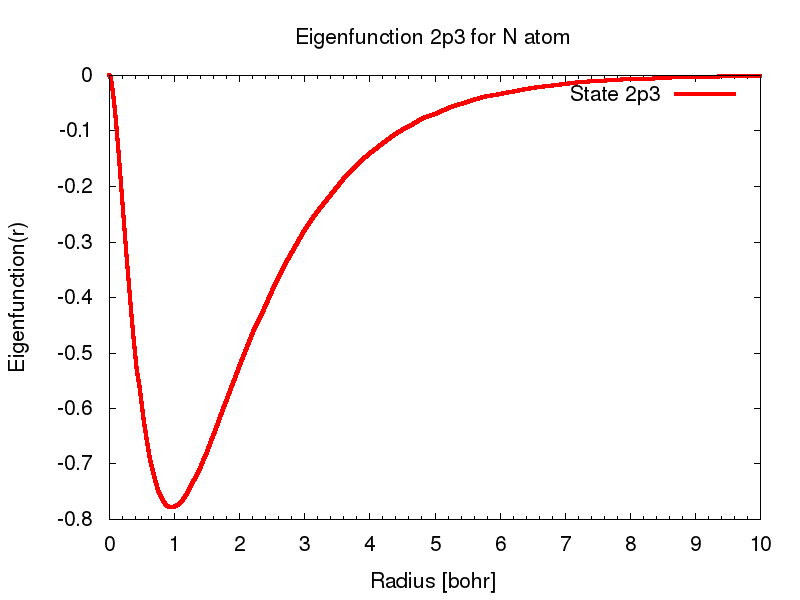 Eigenfunction 2p3 for N atom
State 2p3
0
-0.1
-0.2
-0.3
-0.4
-0.5
-0.6
-0.7
-0.8
Eigenfunction(r)
0 1 2 3 4 5 6 7 8 9 10
Radius [bohr]